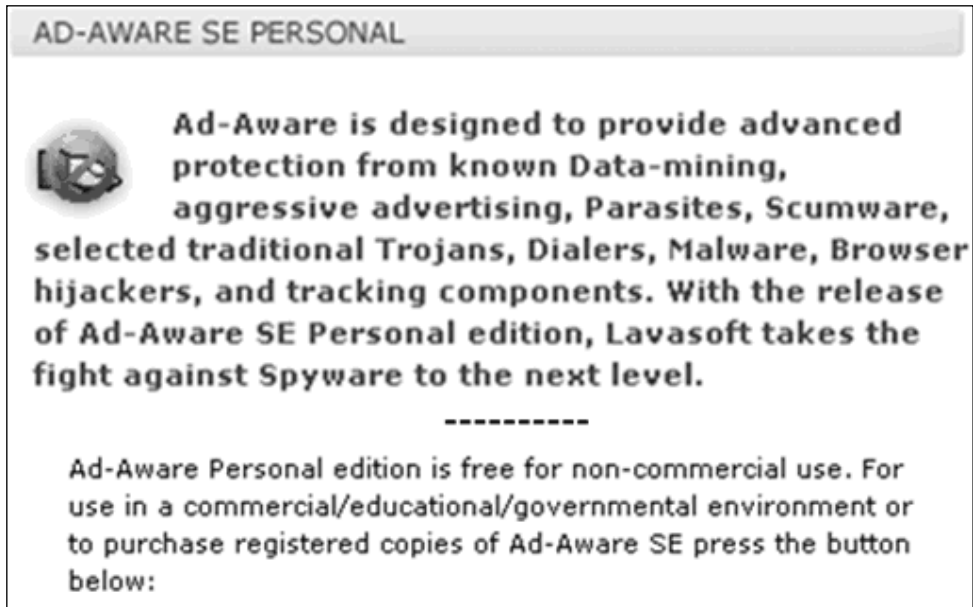 AD-AWARE SE PERSONAL
Ad-Aware is designed to provide advanced
protection from known Data-mining,
aggressive advertising, Parasites, Scumware,
selected traditional Trojans, Dialers, Malware, Browser
hijackers, and tracking components. With the release
of Ad-Aware SE Personal edition, Lavasoft takes the
fight against Spyware to the next level.
----------
Ad-Aware Personal edition is free for non-commercial use. For
use in a commercial/educational/governmental environment or
to purchase registered copies of Ad-Aware SE press the button
below: